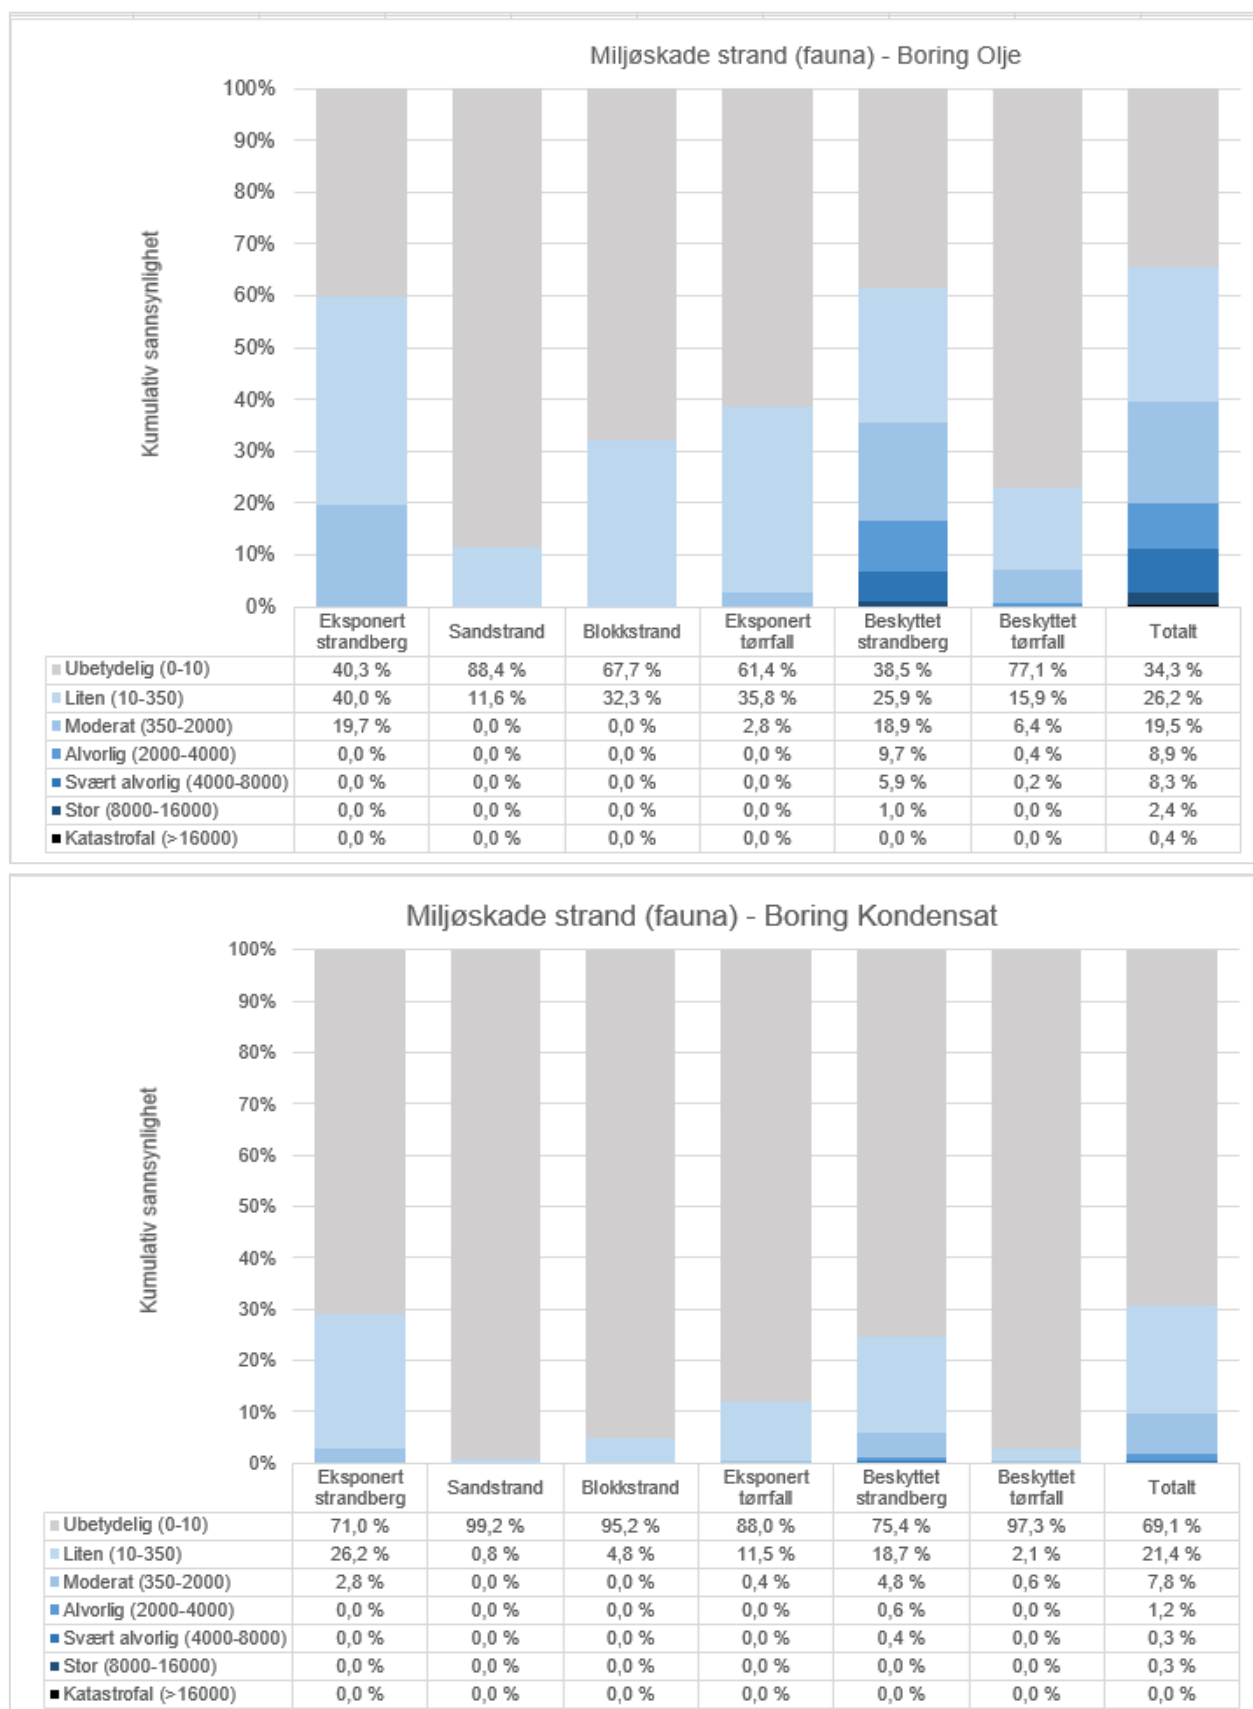 Miljøskade strand (fauna) - Boring Olje
Kumulativ sannsynlighet
100%
90%
80%
70%
60%
50%
40%
30%
20%
10%
0%
Eksponert strandberg Sandstrand Blokkstrand Eksponert tørrfall Beskyttet strandberg Beskyttet tørrfall Totalt
Ubetydelig (0-10) 40,3 % 88,4 % 67,7 % 61,4 % 38,5 % 77,1 % 34,3 %
Liten (10-350) 40,0 % 11,6 % 32,3 % 35,8 % 25,9 % 15,9 % 26,2 %
Moderat (350-2000) 19,7 % 0,0 % 0,0 % 2,8 % 18,9 % 6,4 % 19,5 %
Alvorlig (2000-4000) 0,0 % 0,0 % 0,0 % 0,0 % 9,7 % 0,4 % 8,9 %
Svært alvorlig (4000-8000) 0,0 % 0,0 % 0,0 % 0,0 % 5,9 % 0,2 % 8,3 %
Stor (8000-16000) 0,0 % 0,0 % 0,0 % 0,0 % 1,0 % 0,0 % 2,4 %
Katastrofal (>16000) 0,0 % 0,0 % 0,0 % 0,0 % 0,0 % 0,0 % 0,4 %
Miljøskade strand (fauna) - Boring Kondensat
Kumulativ sannsynlighet
100%
90%
80%
70%
60%
50%
40%
30%
20%
10%
0%
Eksponert strandberg Sandstrand Blokkstrand Eksponert tørrfall Beskyttet strandberg Beskyttet tørrfall Totalt
Ubetydelig (0-10) 71,0 % 99,2 % 95,2 % 88,0 % 75,4 % 97,3 % 69,1 %
Liten (10-350) 26,2 % 0,8 % 4,8 % 11,5 % 18,7 % 2,1 % 21,4 %
Moderat (350-2000) 2,8 % 0,0 % 0,0 % 0,4 % 4,8 % 0,6 % 7,8 %
Alvorlig (2000-4000) 0,0 % 0,0 % 0,0 % 0,0 % 0,6 % 0,0 % 1,2 %
Svært alvorlig (4000-8000) 0,0 % 0,0 % 0,0 % 0,0 % 0,4 % 0,0 % 0,3 %
Stor (8000-16000) 0,0 % 0,0 % 0,0 % 0,0 % 0,0 % 0,0 % 0,3 %
Katastrofal (>16000) 0,0 % 0,0 % 0,0 % 0,0 % 0,0 % 0,0 % 0,0 %